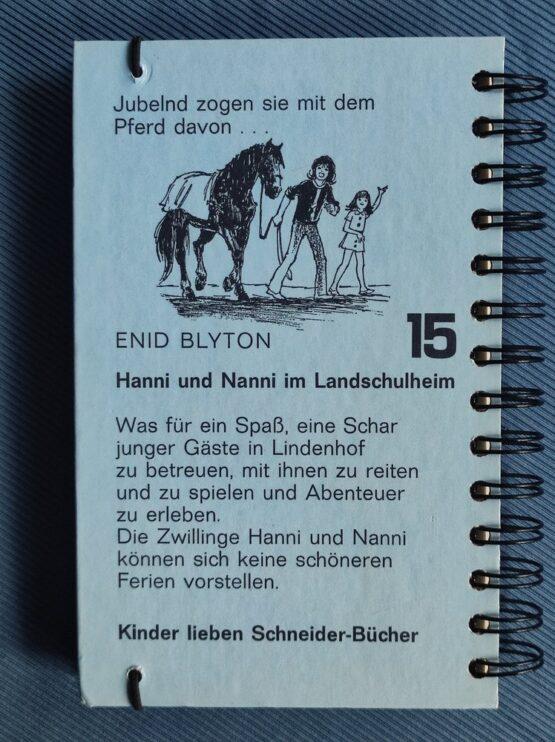 Jubelnd zogen sie mit dem
Pferd davon . . .
ENID BLYTON
15
Hanni und Nanni im Landschulheim
Was für ein Spaß, eine Schar
junger Gäste in Lindenhof
zu betreuen, mit ihnen zu reiten
und zu spielen und Abenteuer
zu erleben.
Die Zwillinge Hanni und Nanni
können sich keine schöneren
Ferien vorstellen.
Kinder lieben Schneider-Bücher